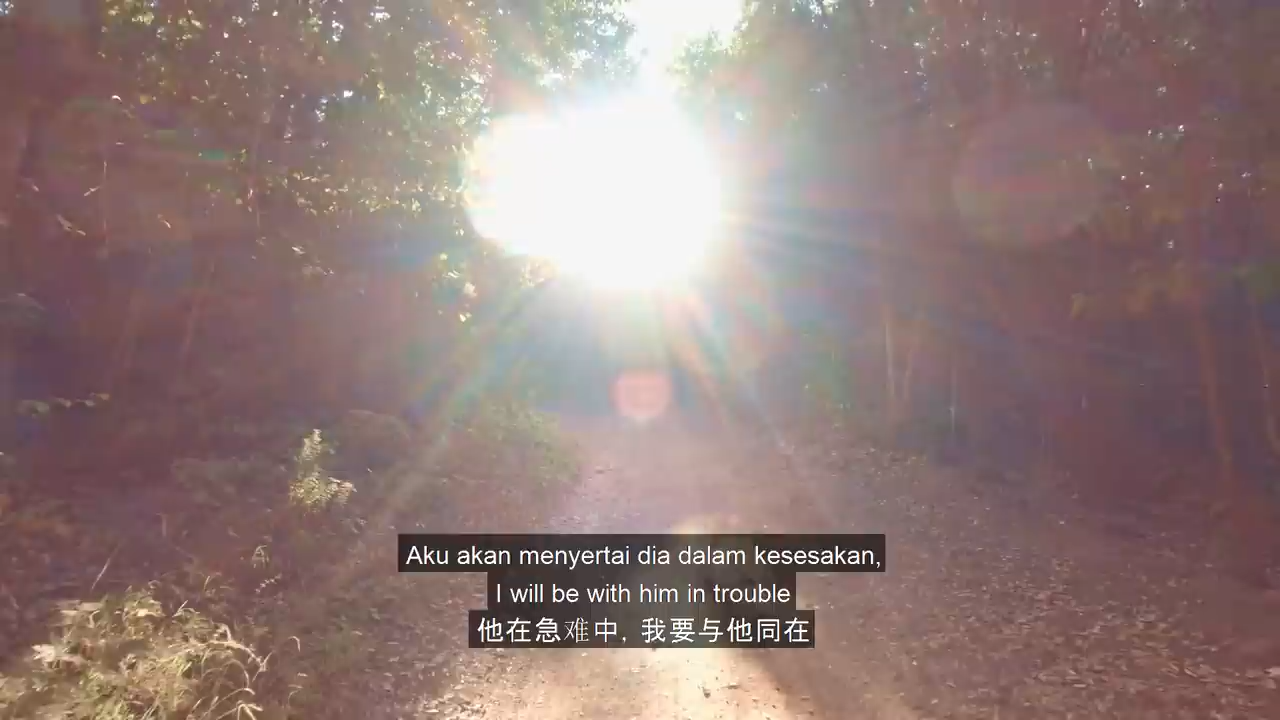 Aku akan menyertai dia dalam kesesakan,
I will be with him in trouble
他在急难中, 我要与他同在